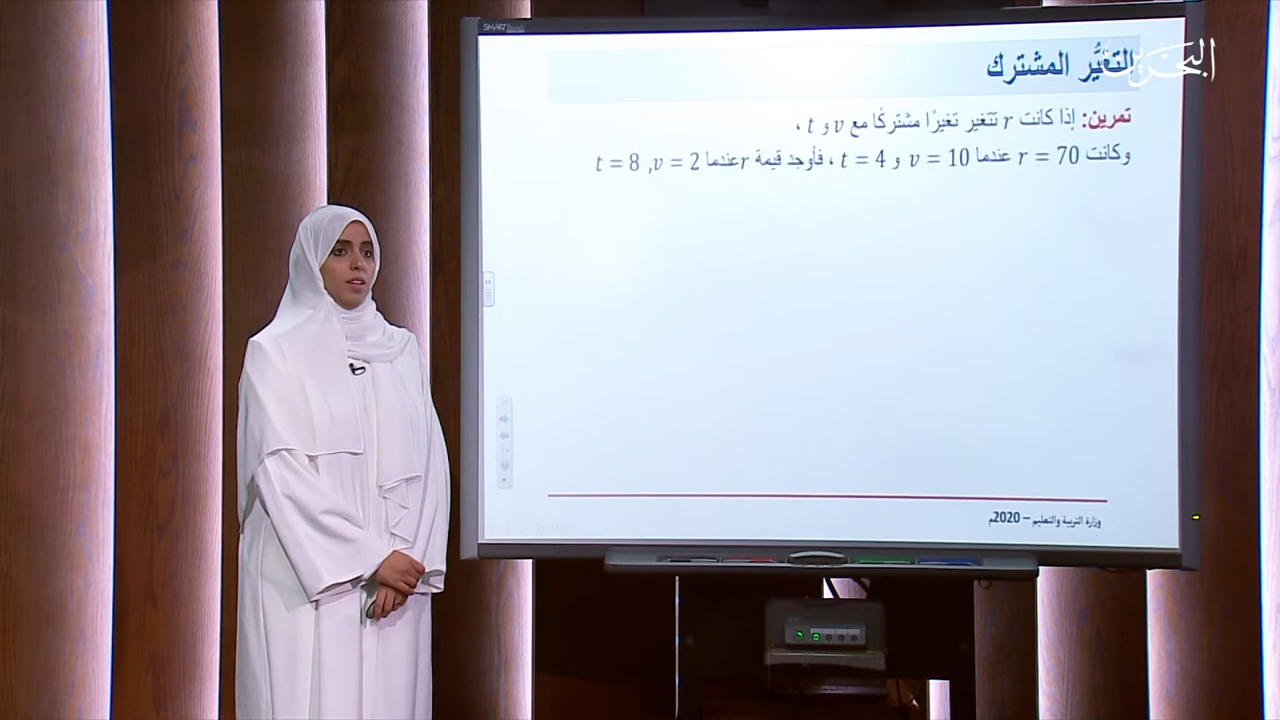 SMART
البحرين
التغيُّر المشترك
تمرين: إذا كانت r تتغير تغيرًا مشتركًا مع v و t ،
وكانت r = 70 عندما v = 10 و t = 4 ، فأوجد قيمة r عندما v = 2, t = 8
وزارة التربية والتعليم – 2020م